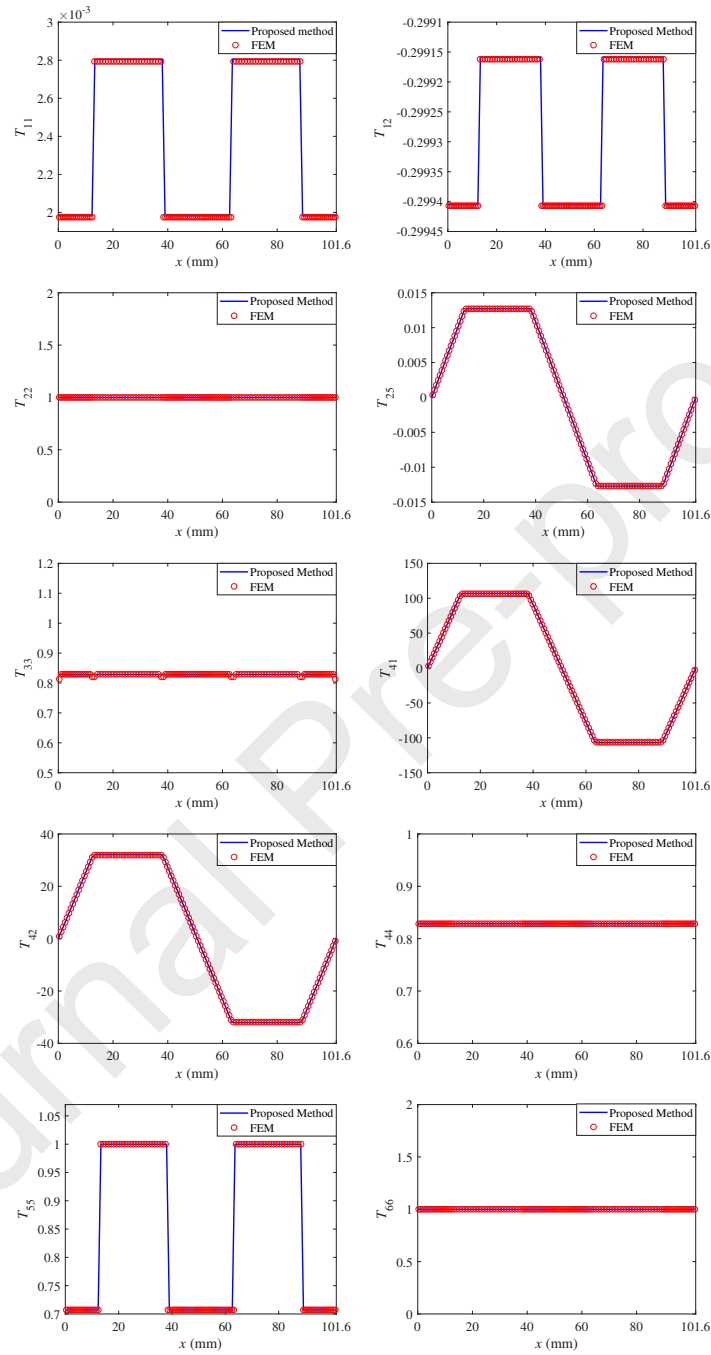 3 ×10⁻³
2.8
2.6
2.4
2.2
2
T₁₁
0 20 40 60 80 101.6
x (mm)
Proposed method
FEM
-0.2991
-0.29915
-0.2992
-0.29925
-0.2993
-0.29935
-0.2994
-0.29945
T₁₂
0 20 40 60 80 101.6
x (mm)
Proposed Method
FEM
2
1.5
1
0.5
0
T₂₂
0 20 40 60 80 101.6
x (mm)
Proposed Method
FEM
0.015
0.01
0.005
0
-0.005
-0.01
-0.015
T₂₅
0 20 40 60 80 101.6
x (mm)
Proposed Method
FEM
1.2
1.1
1
0.9
0.8
0.7
0.6
0.5
T₃₃
0 20 40 60 80 101.6
x (mm)
Proposed Method
FEM
150
100
50
0
-50
-100
-150
T₄₁
0 20 40 60 80 101.6
x (mm)
Proposed Method
FEM
40
20
0
-20
-40
T₄₂
0 20 40 60 80 101.6
x (mm)
Proposed Method
FEM
1
0.9
0.8
0.7
0.6
T₄₄
0 20 40 60 80 101.6
x (mm)
Proposed Method
FEM
1.05
1
0.95
0.9
0.85
0.8
0.75
0.7
T₅₅
0 20 40 60 80 101.6
x (mm)
Proposed Method
FEM
2
1.5
1
0.5
0
T₆₆
0 20 40 60 80 101.6
x (mm)
Proposed Method
FEM
urnal Pre-pro